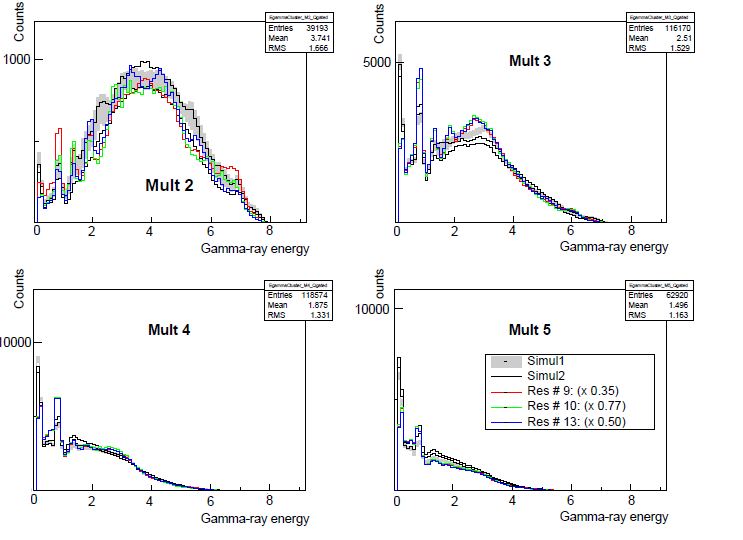 Counts
EgammaCluster_M2_Qgated
Entries 39193
Mean 3.741
RMS 1.666
1000
Mult 2
0 2 4 6 8
Gamma-ray energy
Counts
EgammaCluster_M3_Qgated
Entries 116170
Mean 2.51
RMS 1.529
5000
Mult 3
0 2 4 6 8
Gamma-ray energy
Counts
EgammaCluster_M4_Qgated
Entries 118574
Mean 1.875
RMS 1.331
10000
Mult 4
0 2 4 6 8
Gamma-ray energy
Counts
EgammaCluster_M5_Qgated
Entries 62920
Mean 1.496
RMS 1.163
10000
Mult 5
Simul1
Simul2
Res # 9: (x 0.35)
Res # 10: (x 0.77)
Res # 13: (x 0.50)
0 2 4 6 8
Gamma-ray energy